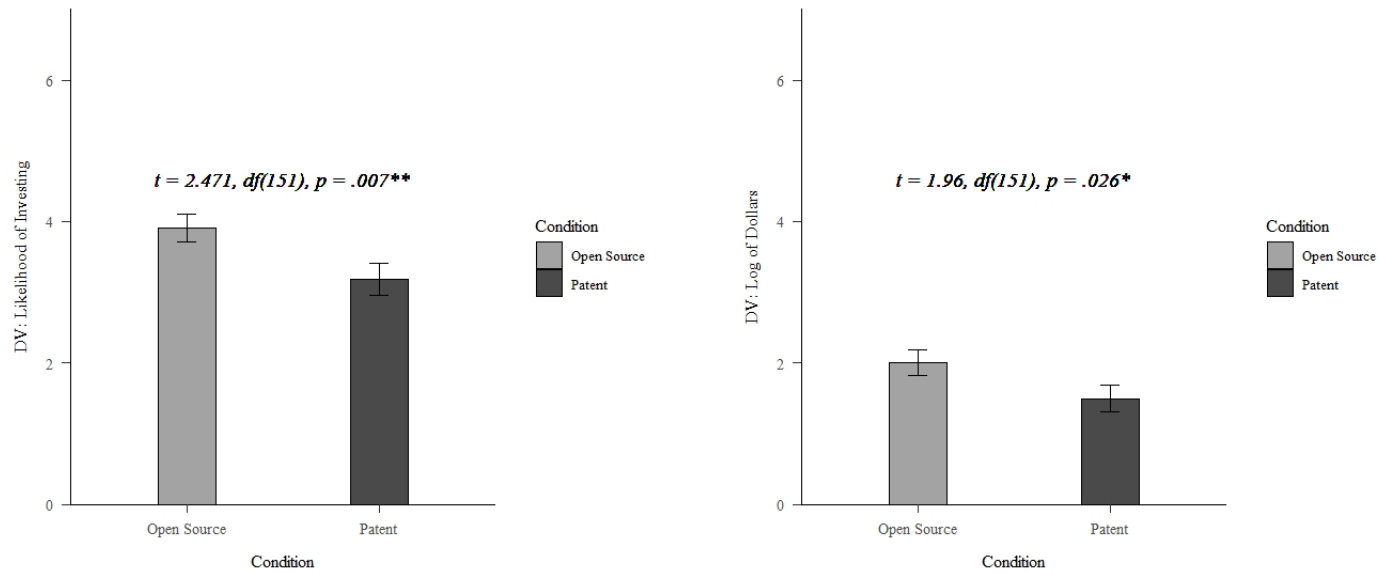 DV: Likelihood of Investing
6
4
2
0
t = 2.471, df(151), p = .007**
Open Source
Patent
Condition
Condition
Open Source
Patent
DV: Log of Dollars
6
4
2
0
t = 1.96, df(151), p = .026*
Open Source
Patent
Condition
Condition
Open Source
Patent